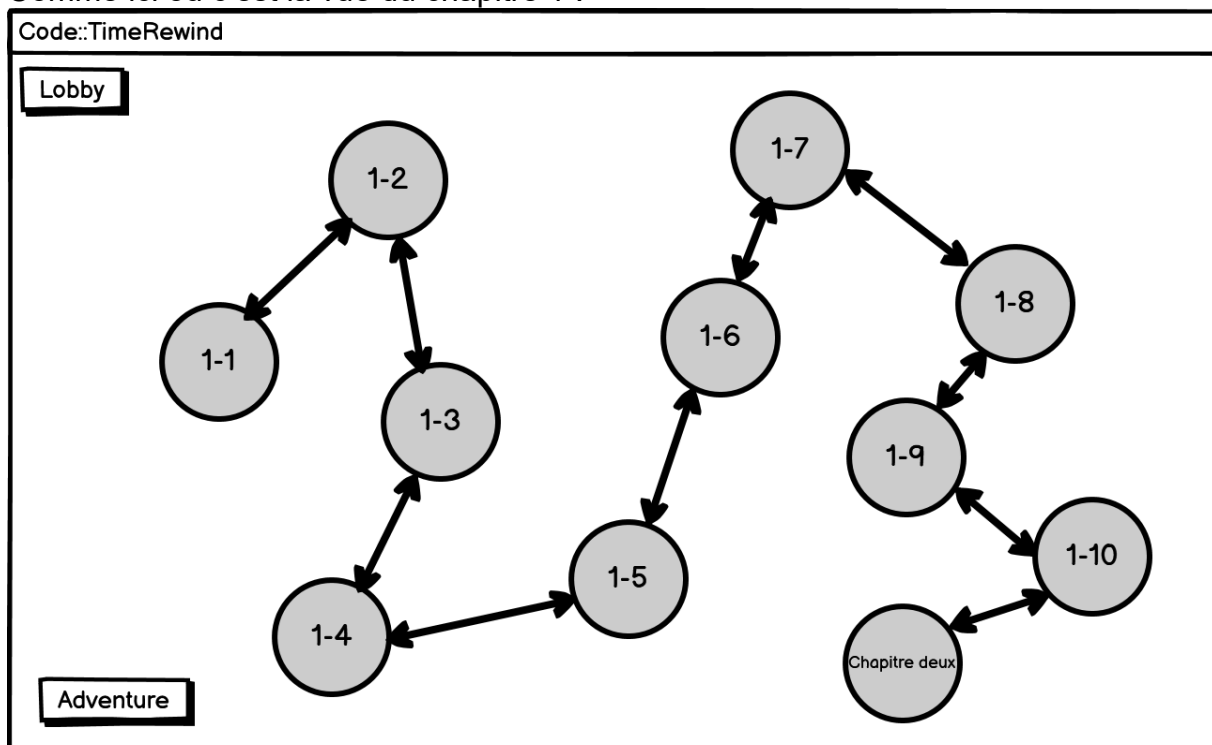 Comme ici où c'est la vue du chapitre 1 :
Code::TimeRewind
Lobby
1-1
1-2
1-3
1-4
1-5
1-6
1-7
1-8
1-9
1-10
Chapitre deux
Adventure